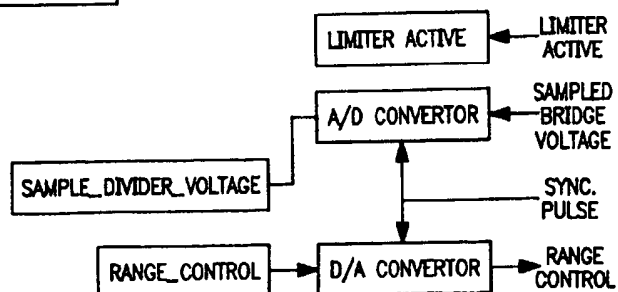 LIMITER ACTIVE
LIMITER
ACTIVE
A/D CONVERTOR
SAMPLED
BRIDGE
VOLTAGE
SAMPLE_DIVIDER_VOLTAGE
SYNC.
PULSE
RANGE_CONTROL
D/A CONVERTOR
RANGE
CONTROL